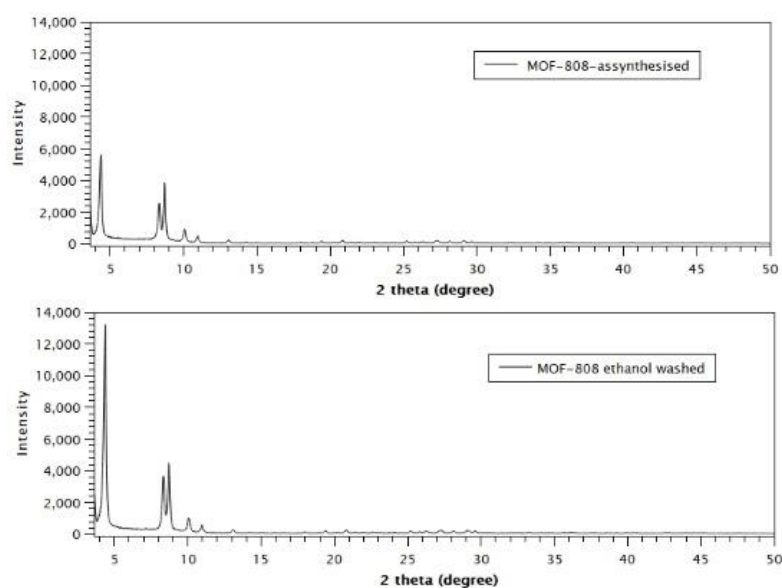 14,000
12,000
10,000
8,000
6,000
4,000
2,000
0
Intensity
MOF-808-assynthesised
5 10 15 20 25 30 35 40 45 50
2 theta (degree)
14,000
12,000
10,000
8,000
6,000
4,000
2,000
0
Intensity
MOF-808 ethanol washed
5 10 15 20 25 30 35 40 45 50
2 theta (degree)